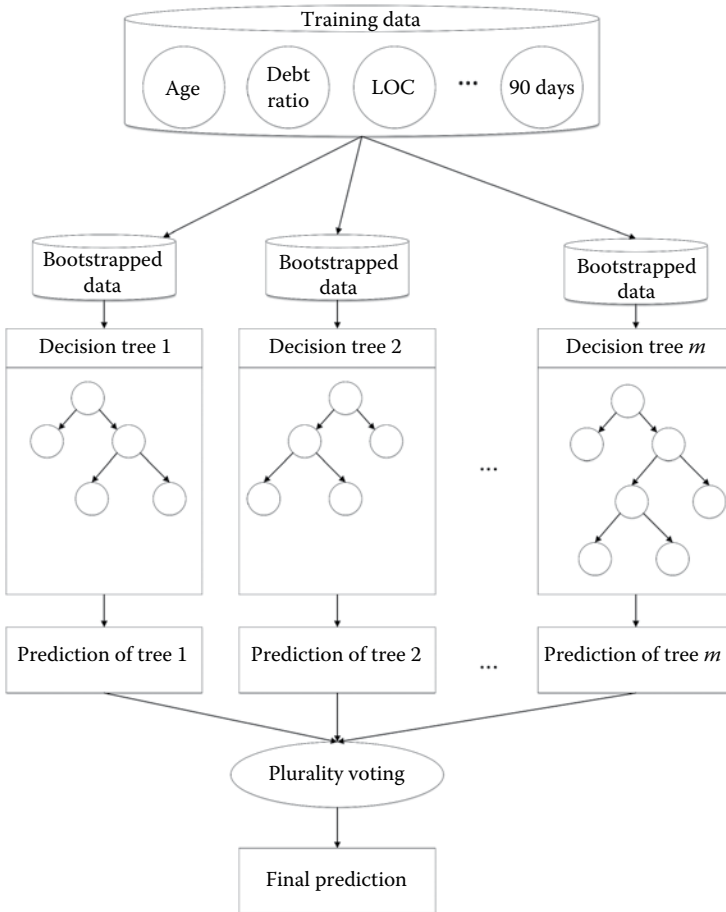 Training data
Age
Debt
ratio
LOC
...
90 days
Bootstrapped
data
Bootstrapped
data
Bootstrapped
data
Decision tree 1
Decision tree 2
Decision tree m
...
Prediction of tree 1
Prediction of tree 2
...
Prediction of tree m
Plurality voting
Final prediction